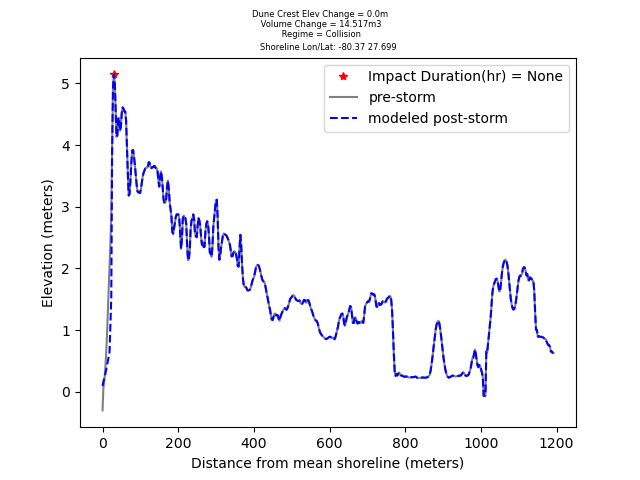 Dune Crest Elev Change = 0.0m
Volume Change = 14.517m3
Regime = Collision
Shoreline Lon/Lat: -80.37 27.699
Impact Duration(hr) = None
pre-storm
modeled post-storm
Elevation (meters)
5
4
3
2
1
0
0 200 400 600 800 1000 1200
Distance from mean shoreline (meters)